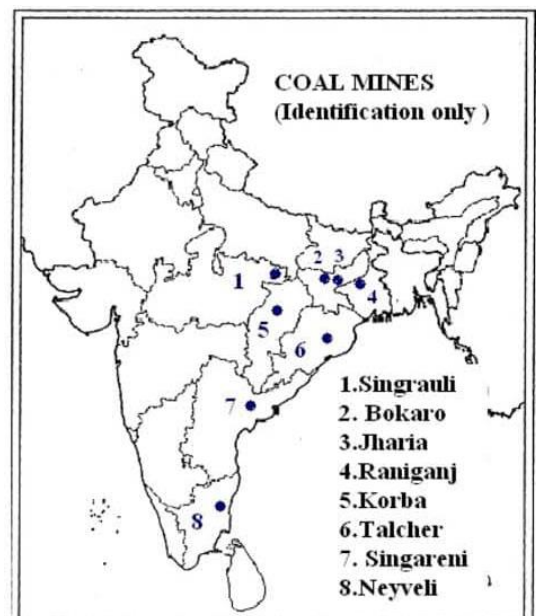 COAL MINES
(Identification only )
2 3
1
4
5
6
7
8
1.Singrauli
2. Bokaro
3.Jharia
4.Raniganj
5.Korba
6.Talcher
7. Singareni
8.Neyveli